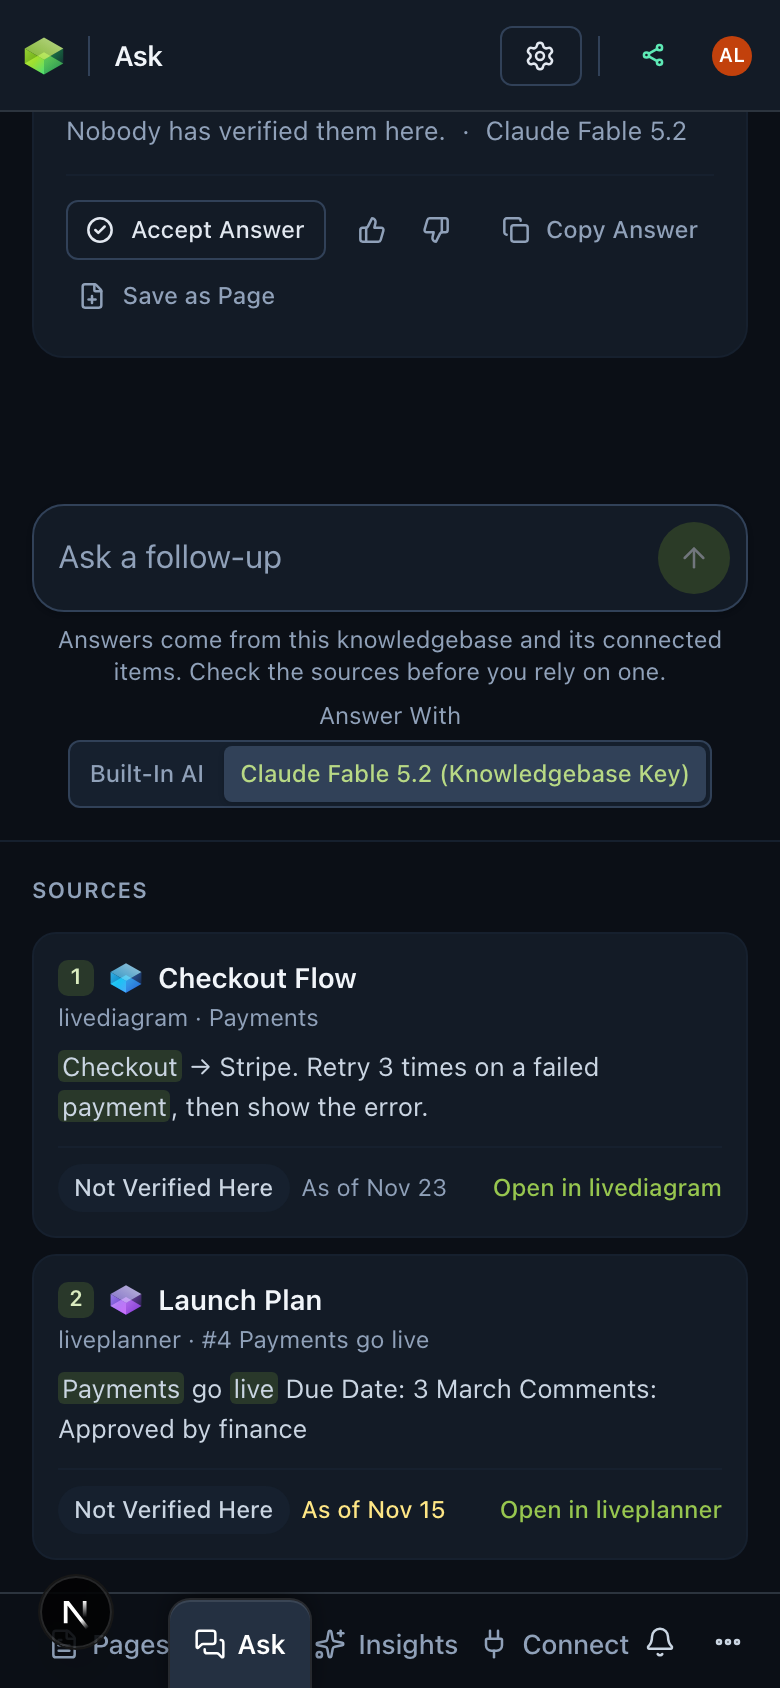 Ask
AL
Nobody has verified them here. · Claude Fable 5.2
Accept Answer
Copy Answer
Save as Page
Ask a follow-up
Answers come from this knowledgebase and its connected
items. Check the sources before you rely on one.
Answer With
Built-In AI
Claude Fable 5.2 (Knowledgebase Key)
SOURCES
1 Checkout Flow
livediagram · Payments
Checkout → Stripe. Retry 3 times on a failed
payment, then show the error.
Not Verified Here As of Nov 23 Open in livediagram
2 Launch Plan
liveplanner · #4 Payments go live
Payments go live Due Date: 3 March Comments:
Approved by finance
Not Verified Here As of Nov 15 Open in liveplanner
N
Pages Ask Insights Connect